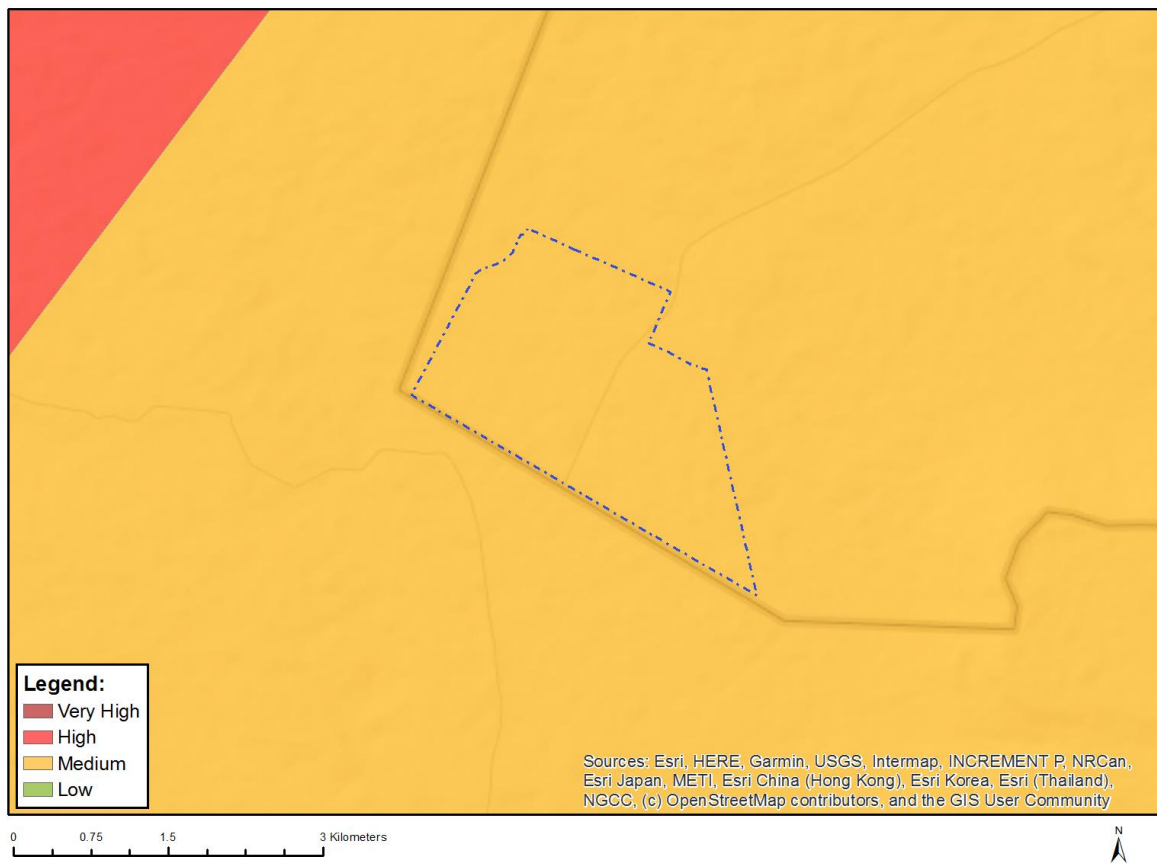 Legend:
Very High
High
Medium
Low
Sources: Esri, HERE, Garmin, USGS, Intermap, INCREMENT P, NRCan,
Esri Japan, METI, Esri China (Hong Kong), Esri Korea, Esri (Thailand),
NGCC, (c) OpenStreetMap contributors, and the GIS User Community
0 0.75 1.5 3 Kilometers
N